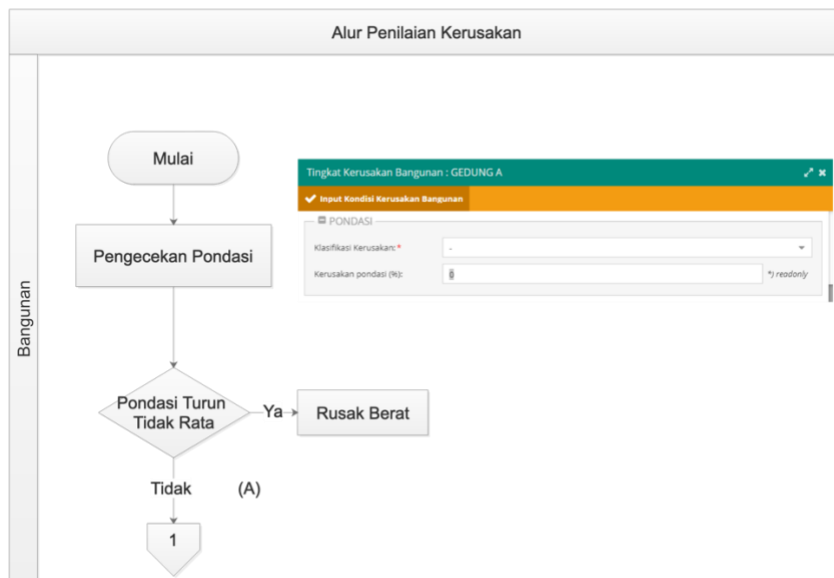 Alur Penilaian Kerusakan
Bangunan
Mulai
Pengecekan Pondasi
Tingkat Kerusakan Bangunan : GEDUNG A
Input Kondisi Kerusakan Bangunan
PONDASI
Klasifikasi Kerusakan:*
-
Kerusakan pondasi (%):
0
*) readonly
Pondasi Turun
Tidak Rata
Ya
Rusak Berat
Tidak
(A)
1